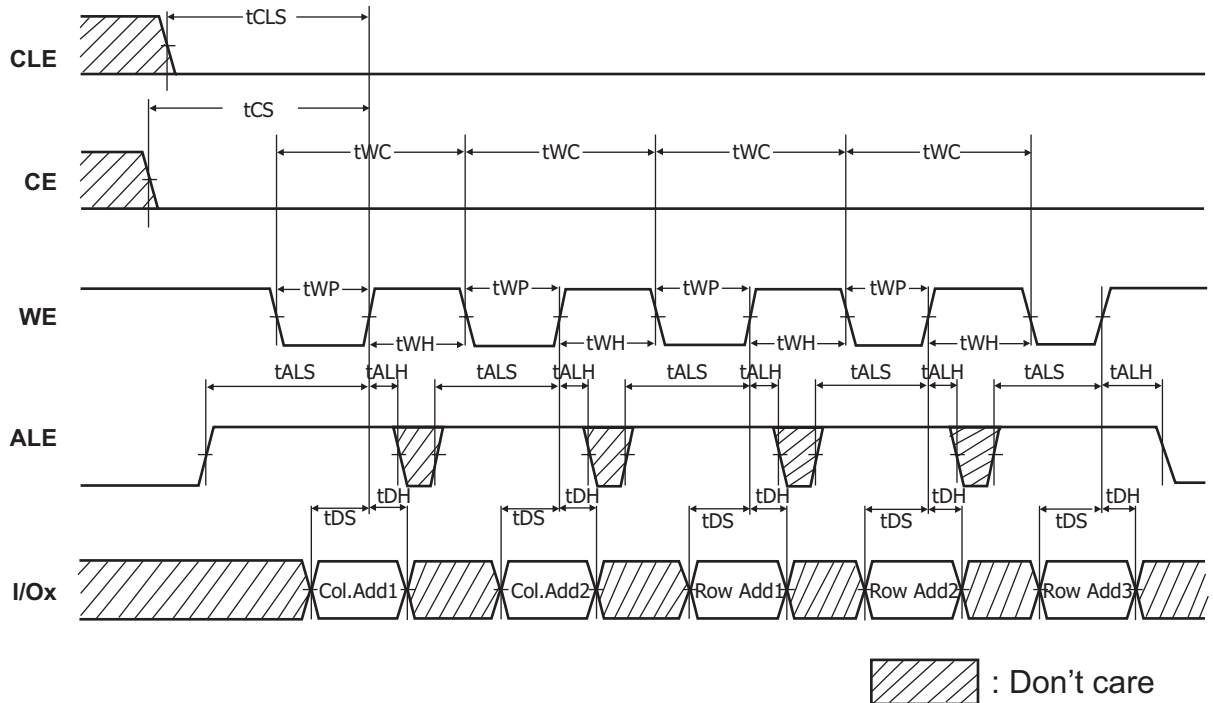 tCLS
CLE
tCS
tWC tWC tWC tWC
CE
tWP tWP tWP tWP
WE
tWH tWH tWH tWH
tALS tALH tALS tALH tALS tALH tALS tALH tALS tALH
ALE
tDS tDH tDS tDH tDS tDH tDS tDH tDS tDH
I/Ox Col.Add1 Col.Add2 Row Add1 Row Add2 Row Add3
: Don't care